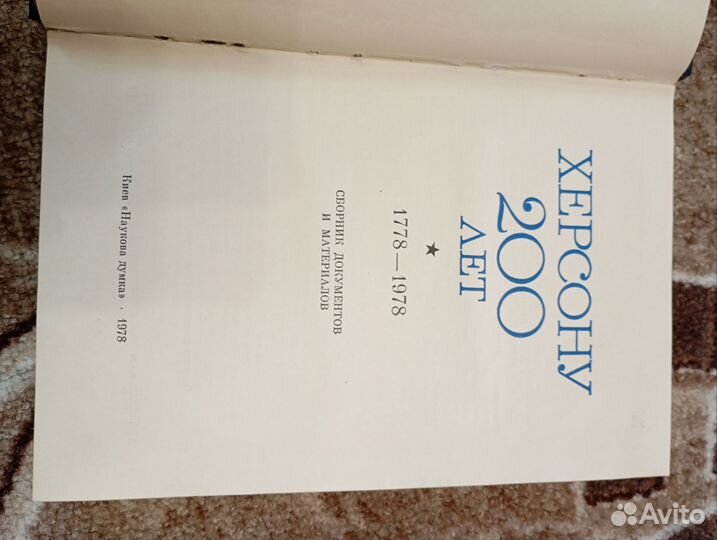 ХЕРСОНУ
200
ЛЕТ
1778—1978
СБОРНИК ДОКУМЕНТОВ
И МАТЕРИАЛОВ
Киев «Наукова думка» · 1978
Avito